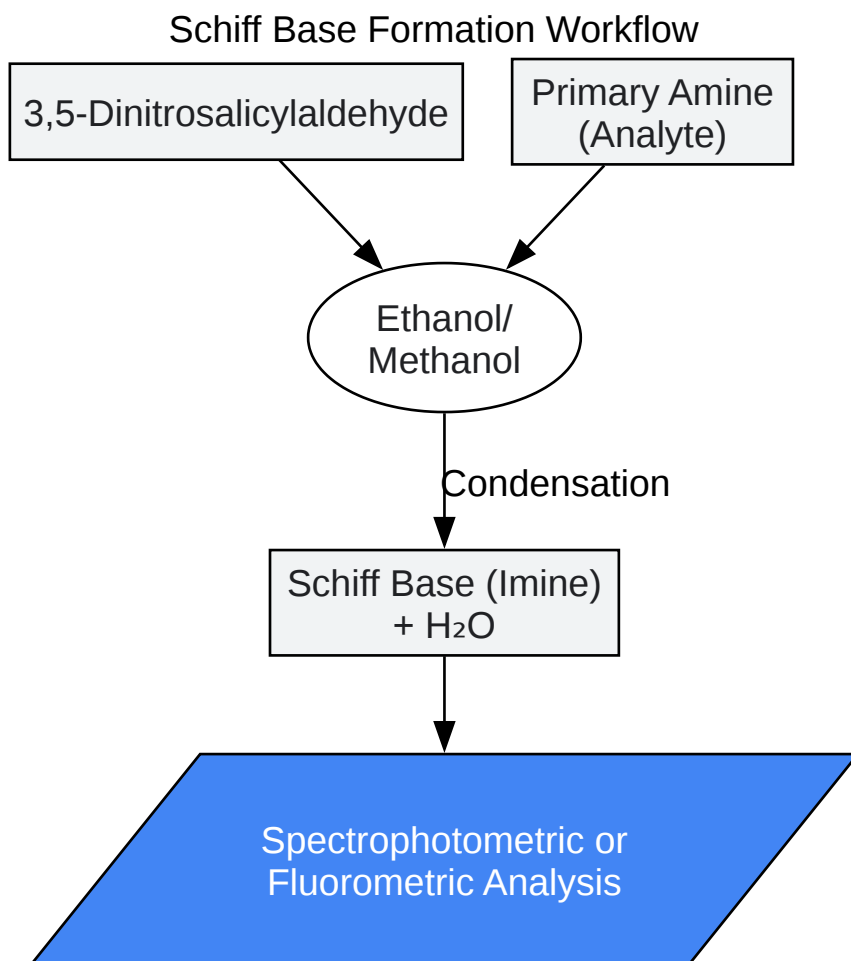 Schiff Base Formation Workflow
3,5-Dinitrosalicylaldehyde
Primary Amine
(Analyte)
Ethanol/
Methanol
Condensation
Schiff Base (Imine)
+ H₂O
Spectrophotometric or
Fluorometric Analysis